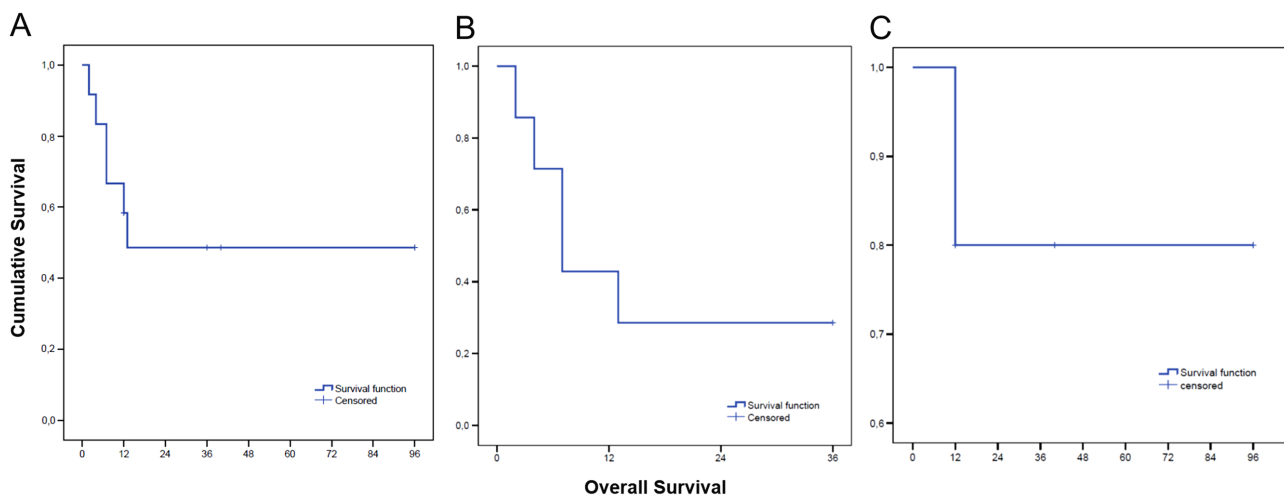 A
B
C
Cumulative Survival
1,0
0,8
0,6
0,4
0,2
0,0
Survival function
Censored
0 12 24 36 48 60 72 84 96
1,0
0,8
0,6
0,4
0,2
0,0
Survival function
Censored
0 12 24 36
1,0
0,9
0,8
0,7
0,6
Survival function
censored
0 12 24 36 48 60 72 84 96
Overall Survival